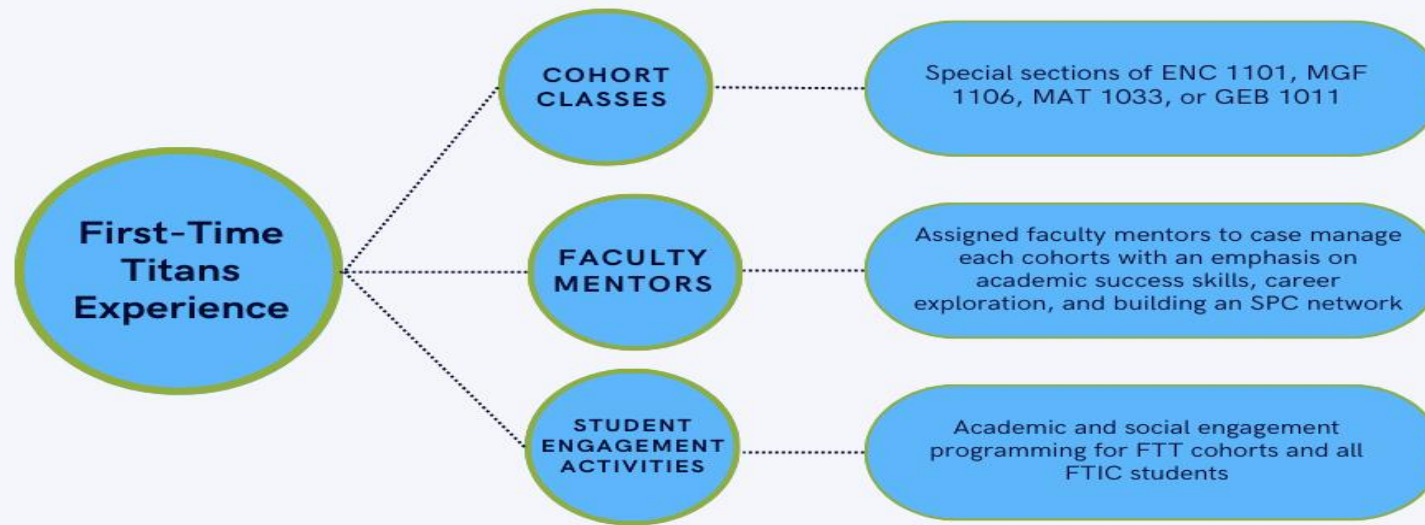 First-Time
Titans
Experience
COHORT
CLASSES
Special sections of ENC 1101, MGF
1106, MAT 1033, or GEB 1011
FACULTY
MENTORS
Assigned faculty mentors to case manage
each cohorts with an emphasis on
academic success skills, career
exploration, and building an SPC network
STUDENT
ENGAGEMENT
ACTIVITIES
Academic and social engagement
programming for FTT cohorts and all
FTIC students